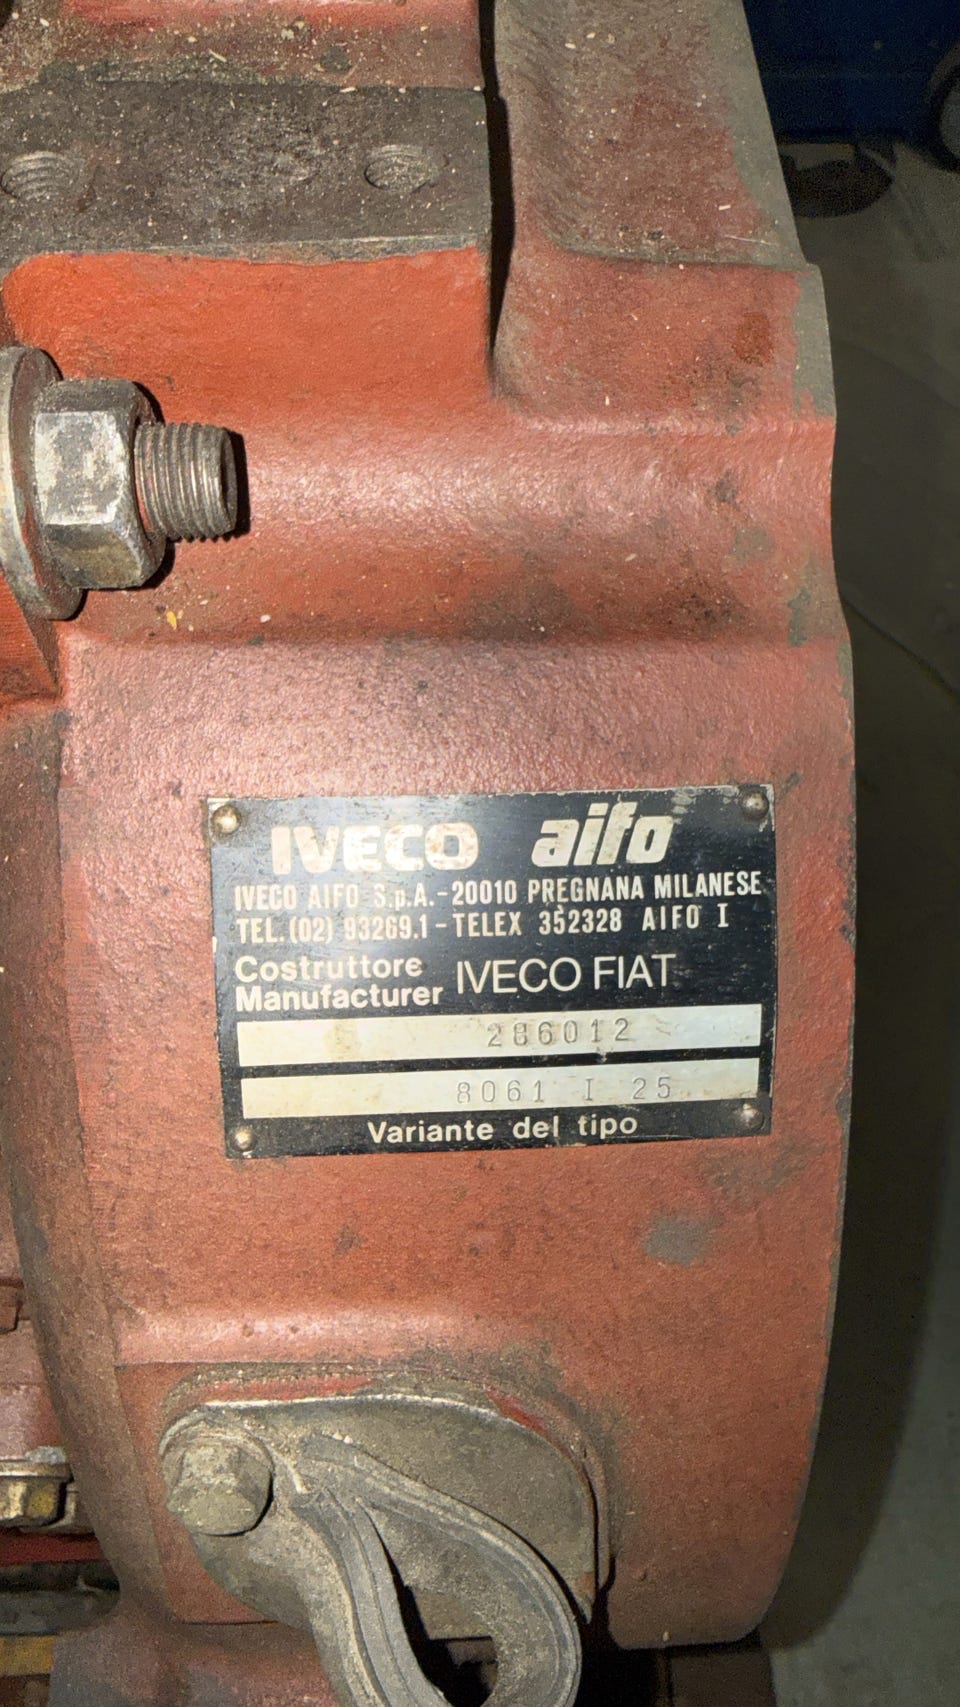 IVECO aifo
IVECO AIFO S.p.A.-20010 PREGNANA MILANESE
TEL.(02) 93269.1-TELEX 352328 AIFO I
Costruttore
Manufacturer IVECO FIAT
286012
8061 I 25
Variante del tipo